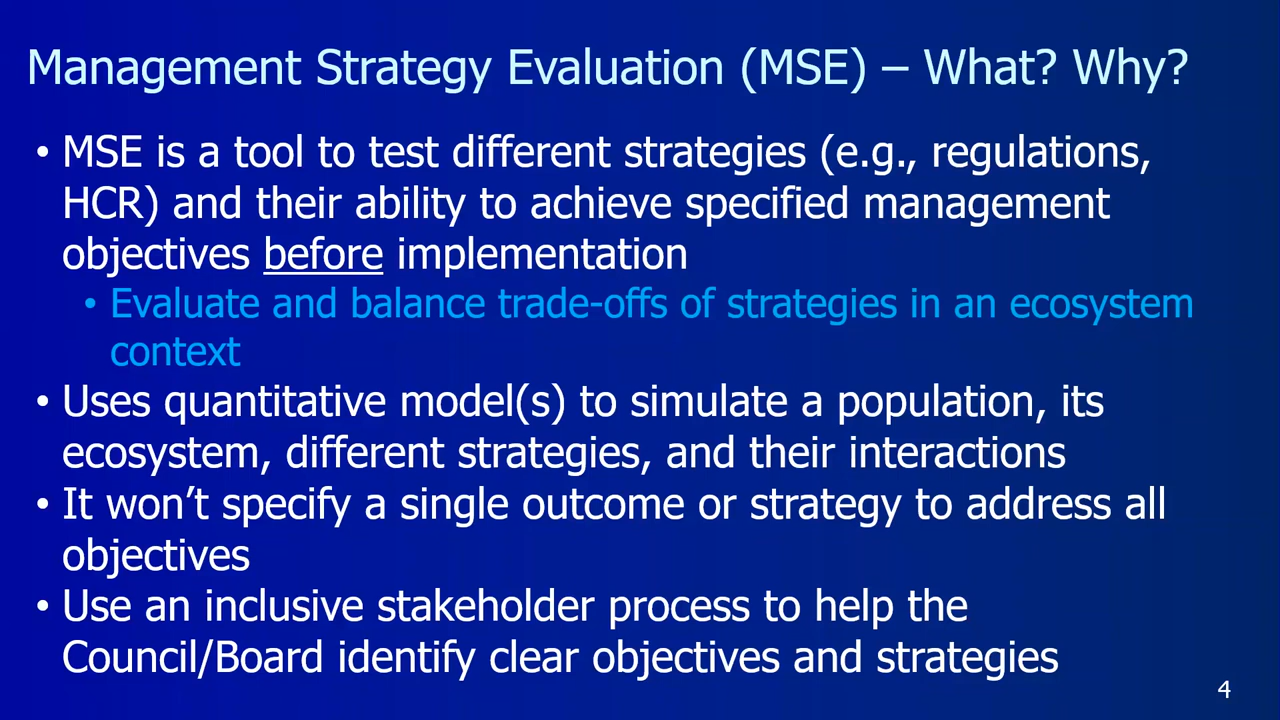 Management Strategy Evaluation (MSE) – What? Why?
• MSE is a tool to test different strategies (e.g., regulations,
HCR) and their ability to achieve specified management
objectives before implementation
• Evaluate and balance trade-offs of strategies in an ecosystem
context
• Uses quantitative model(s) to simulate a population, its
ecosystem, different strategies, and their interactions
• It won’t specify a single outcome or strategy to address all
objectives
• Use an inclusive stakeholder process to help the
Council/Board identify clear objectives and strategies
4